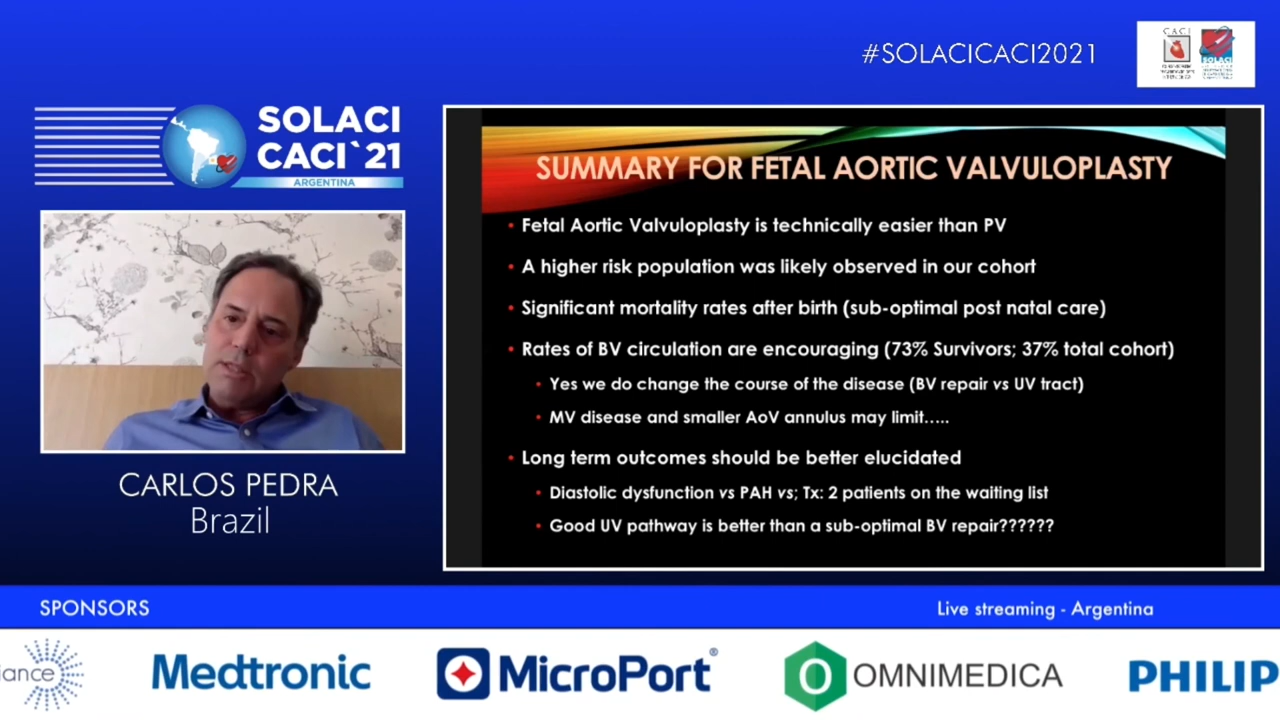 #SOLACICACI2021
CACI
SOLACI
SOLACI
CACI`21
ARGENTINA
SUMMARY FOR FETAL AORTIC VALVULOPLASTY
• Fetal Aortic Valvuloplasty is technically easier than PV
• A higher risk population was likely observed in our cohort
• Significant mortality rates after birth (sub-optimal post natal care)
• Rates of BV circulation are encouraging (73% Survivors; 37% total cohort)
• Yes we do change the course of the disease (BV repair vs UV tract)
• MV disease and smaller AoV annulus may limit.....
• Long term outcomes should be better elucidated
• Diastolic dysfunction vs PAH vs; Tx: 2 patients on the waiting list
• Good UV pathway is better than a sub-optimal BV repair??????
CARLOS PEDRA
Brazil
SPONSORS
Live streaming - Argentina
iance
Medtronic
MicroPort®
OMNIMEDICA
PHILIP